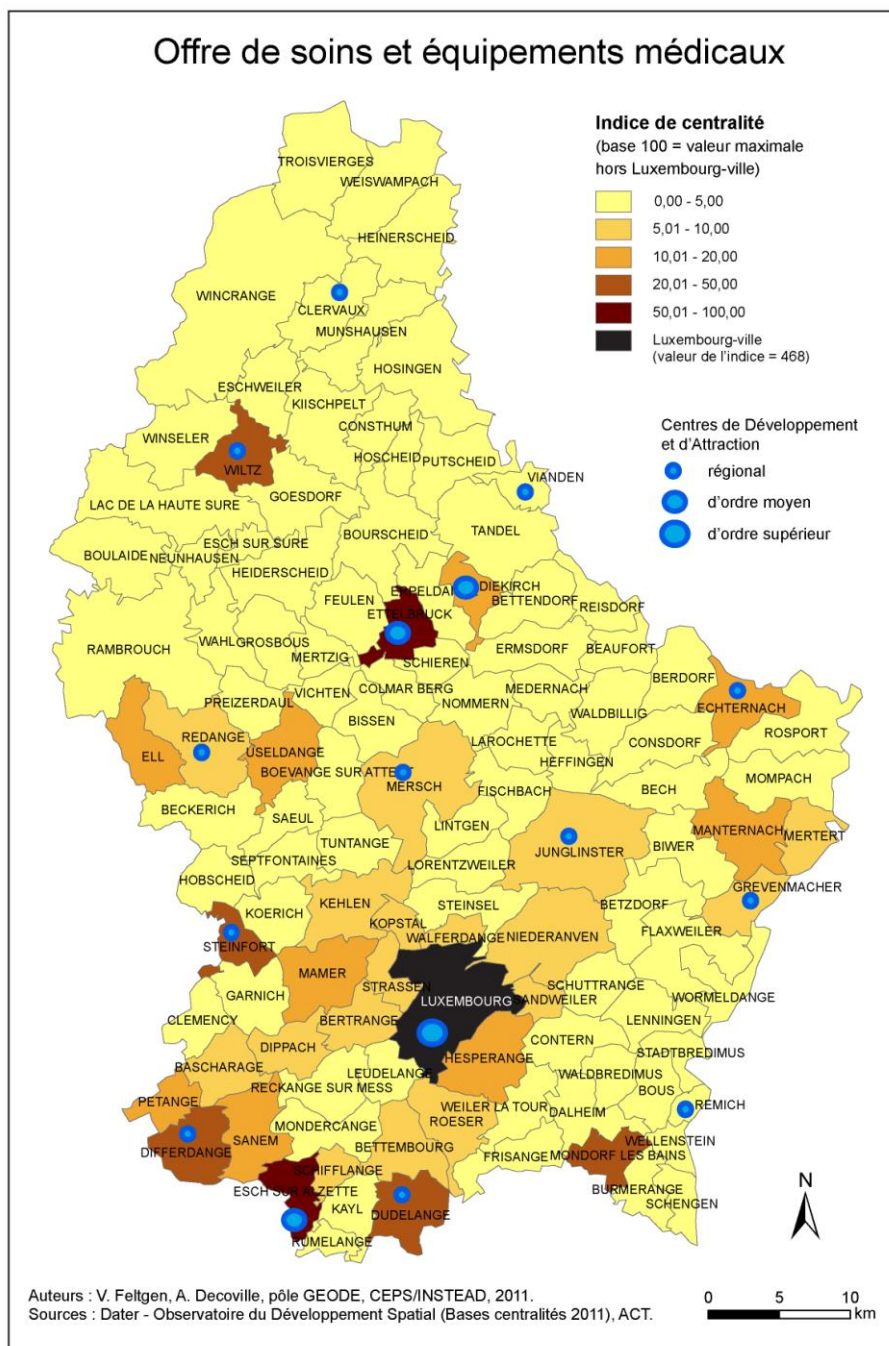 Offre de soins et équipements médicaux
Indice de centralité
(base 100 = valeur maximale
hors Luxembourg-ville)
0,00 - 5,00
5,01 - 10,00
10,01 - 20,00
20,01 - 50,00
50,01 - 100,00
Luxembourg-ville
(valeur de l'indice = 468)
Centres de Développement
et d'Attraction
régional
d'ordre moyen
d'ordre supérieur
TROISVIERGES
WEISWAMPACH
HEINERSCHEID
WINCRANGE
CLERVAUX
MUNSHAUSEN
HOSINGEN
ESCHWEILER
KIISCHPELT
WINSELER
CONSTHUM
WILTZ
HOSCHEID
PUTSCHEID
VIANDEN
GOESDORF
LAC DE LA HAUTE SURE
TANDEL
BOURSCHEID
ESCH SUR SURE
BOULAIDE
NEUNHAUSEN
HEIDERSCHEID
DIEKIRCH
FEULEN
BETTENDORF
REISDORF
ETTELBRUCK
RAMBROUCH
WAHL
GROSBOUS
MERTZIG
SCHIEREN
ERMSDORF
BEAUFORT
BERDORF
PREIZERDAUL
VICHTEN
COLMAR BERG
NOMMERN
MEDERNACH
ECHTERNACH
BISSEN
WALDBILLIG
ROSPORT
REDANGE
USELDANGE
LAROCHETTE
CONSDORF
ELL
BOEVANGE SUR ATTERT
HEFFINGEN
MOMPACH
MERSCH
FISCHBACH
BECH
BECKERICH
SAEUL
LINTGEN
MANTERNACH
MERTERT
TUNTANGE
JUNGLINSTER
BIWER
SEPTFONTAINES
LORENTZWEILER
HOBSCHEID
GREVENMACHER
KEHLEN
STEINSEL
BETZDORF
KOERICH
KOPSTAL
FLAXWEILER
STEINFORT
WALFERDANGE
NIEDERANVEN
MAMER
STRASSEN
SCHUTTRANGE
GARNICH
LUXEMBOURG
SANDWEILER
WORMELDANGE
CLEMENCY
BERTRANGE
LENNINGEN
DIPPACH
CONTERN
STADTBREDIMUS
BASCHARAGE
HESPERANGE
LEUDELANGE
WALDBREDIMUS
RECKANGE SUR MESS
BOUS
PETANGE
WEILER LA TOUR
DALHEIM
REMICH
SANEM
MONDERCANGE
ROESER
DIFFERDANGE
BETTEMBOURG
WELLENSTEIN
FRISANGE
MONDORF LES BAINS
SCHIFFLANGE
ESCH SUR ALZETTE
BURMERANGE
KAYL
DUDELANGE
SCHENGEN
RUMELANGE
N
Auteurs : V. Feltgen, A. Decoville, pôle GEODE, CEPS/INSTEAD, 2011.
Sources : Dater - Observatoire du Développement Spatial (Bases centralités 2011), ACT.
0 5 10
km